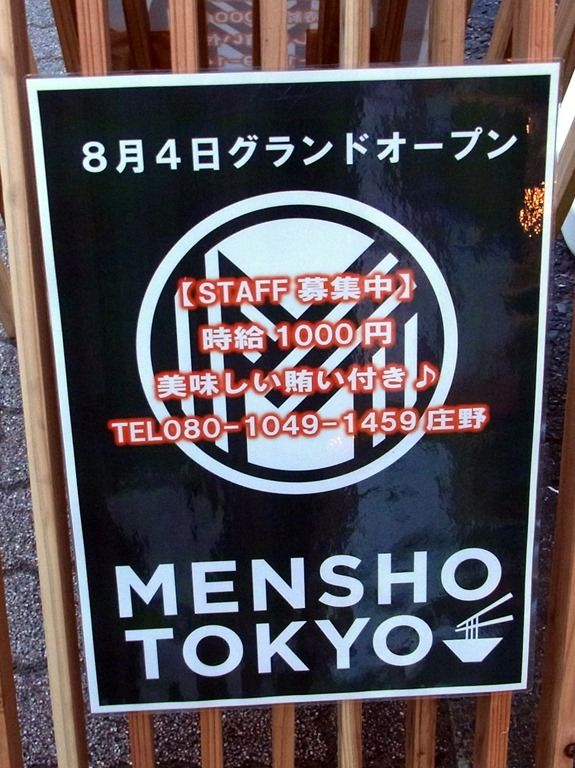 8月4日グランドオープン
【STAFF 募集中】
時給1000円
美味しい賄い付き♪
TEL080-1049-1459 庄野
MENSHO
TOKYO